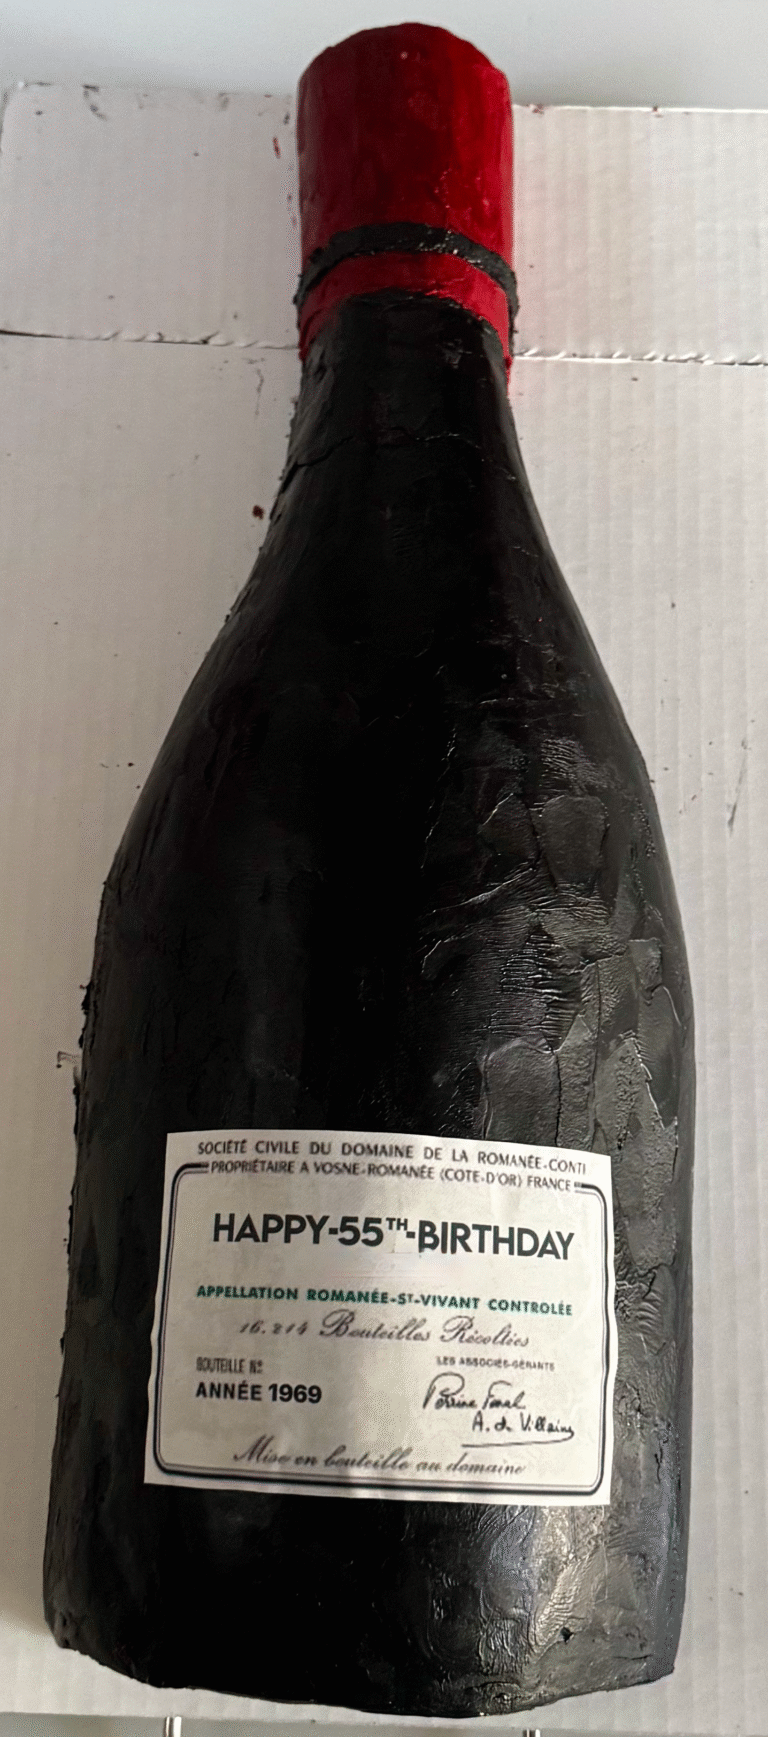 SOCIÉTÉ CIVILE DU DOMAINE DE LA ROMANÉE-CONTI
PROPRIÉTAIRE A VOSNE-ROMANÉE (COTE-D'OR) FRANCE
HAPPY-55TH-BIRTHDAY
APPELLATION ROMANÉE-ST-VIVANT CONTROLÉE
16.214 Bouteilles Récoltées
BOUTEILLE No
LES ASSOCIÉS-GÉRANTS
ANNÉE 1969
A. de Villaine
Mise en bouteille au domaine